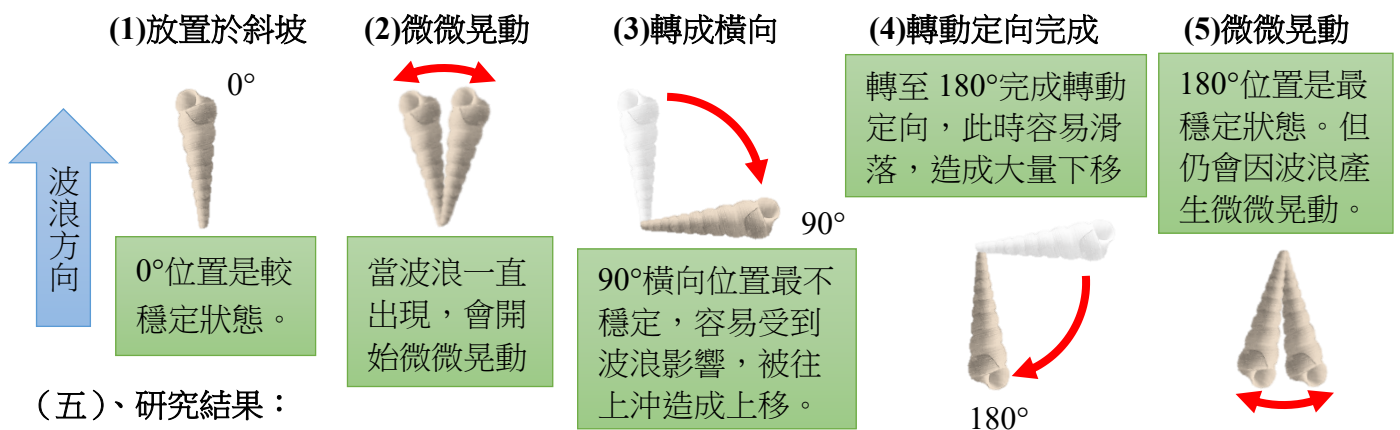 (1)放置於斜坡
(2)微微晃動
(3)轉成橫向
(4)轉動定向完成
(5)微微晃動
波浪方向
0°
0°位置是較
穩定狀態。
當波浪一直
出現，會開
始微微晃動
90°
90°橫向位置最不
穩定，容易受到
波浪影響，被往
上沖造成上移。
轉至 180°完成轉動
定向，此時容易滑
落，造成大量下移
180°
180°位置是最
穩定狀態。但
仍會因波浪產
生微微晃動。
（五）、研究結果：